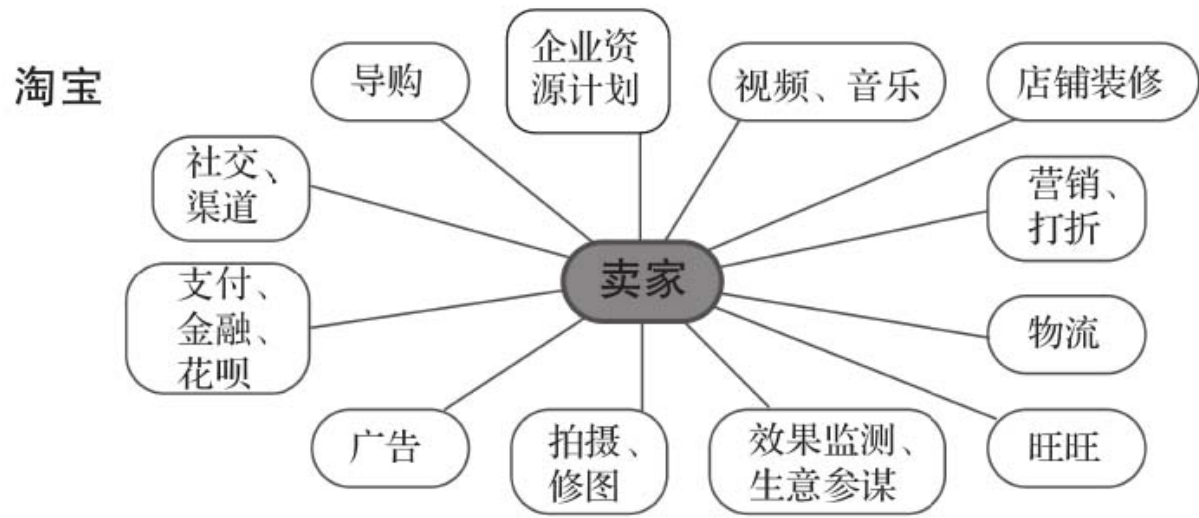 淘宝
导购
企业资
源计划
视频、音乐
店铺装修
社交、
渠道
营销、
打折
卖家
支付、
金融、
花呗
物流
广告
拍摄、
修图
效果监测、
生意参谋
旺旺